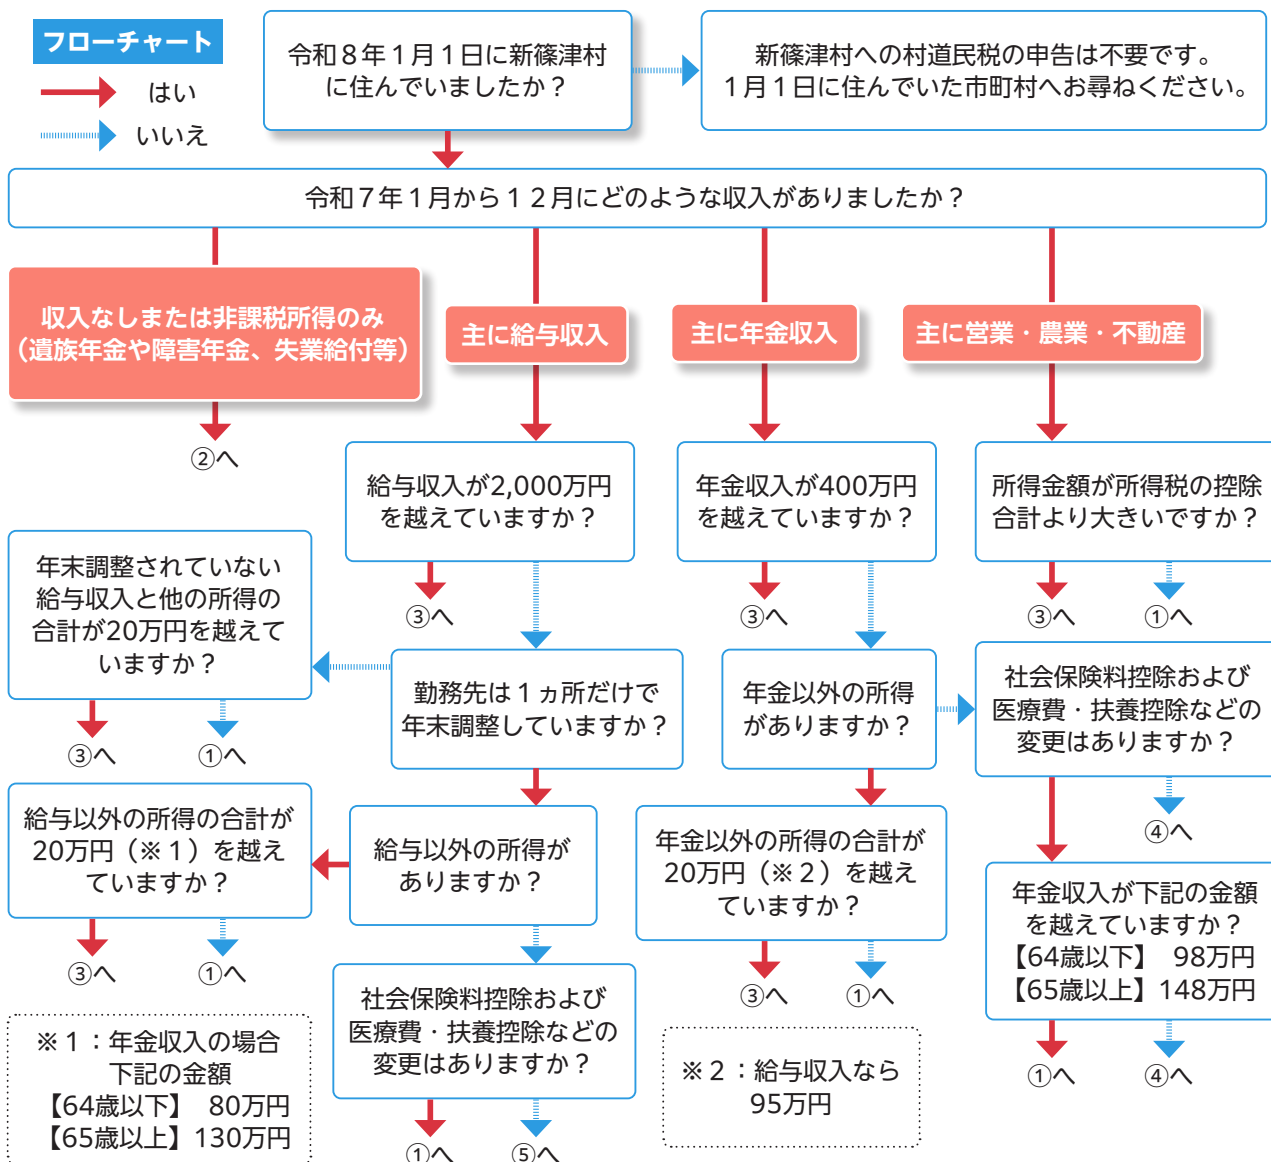 フローチャート
はい
いいえ
令和８年１月１日に新篠津村
に住んでいましたか？
新篠津村への村道民税の申告は不要です。
１月１日に住んでいた市町村へお尋ねください。
令和７年１月から１２月にどのような収入がありましたか？
収入なしまたは非課税所得のみ
（遺族年金や障害年金、失業給付等）
主に給与収入
主に年金収入
主に営業・農業・不動産
②へ
給与収入が2,000万円
を越えていますか？
年金収入が400万円
を越えていますか？
所得金額が所得税の控除
合計より大きいですか？
③へ
③へ
③へ
①へ
年末調整されていない
給与収入と他の所得の
合計が20万円を越えて
いますか？
③へ
①へ
勤務先は１ヵ所だけで
年末調整していますか？
年金以外の所得
がありますか？
社会保険料控除および
医療費・扶養控除などの
変更はありますか？
④へ
給与以外の所得の合計が
20万円（※１）を越え
ていますか？
③へ
①へ
給与以外の所得が
ありますか？
年金以外の所得の合計が
20万円（※２）を越え
ていますか？
③へ
①へ
年金収入が下記の金額
を越えていますか？
【64歳以下】 98万円
【65歳以上】148万円
①へ
④へ
社会保険料控除および
医療費・扶養控除などの
変更はありますか？
①へ
⑤へ
※１：年金収入の場合
下記の金額
【64歳以下】 80万円
【65歳以上】130万円
※２：給与収入なら
95万円